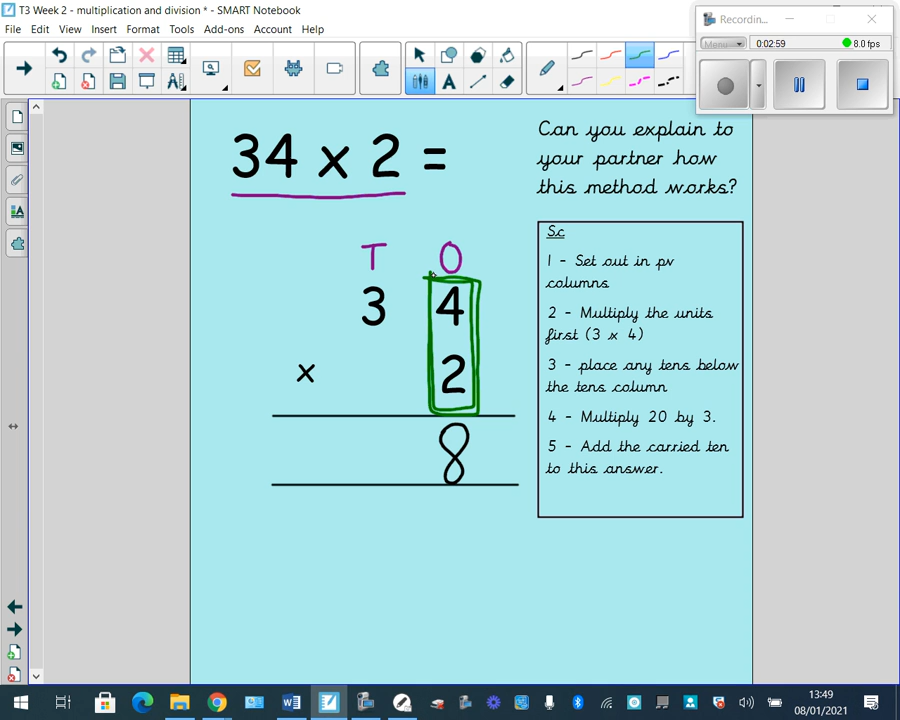 T3 Week 2 - multiplication and division * - SMART Notebook
File Edit View Insert Format Tools Add-ons Account Help
Recordin...
Menu 0:02:59 8.0 fps
34 x 2 =
Can you explain to
your partner how
this method works?
T O
3 4
x 2
8
Sc
1 - Set out in pv
columns
2 - Multiply the units
first (3 x 4)
3 - place any tens below
the tens column
4 - Multiply 20 by 3.
5 - Add the carried ten
to this answer.
13:49
08/01/2021